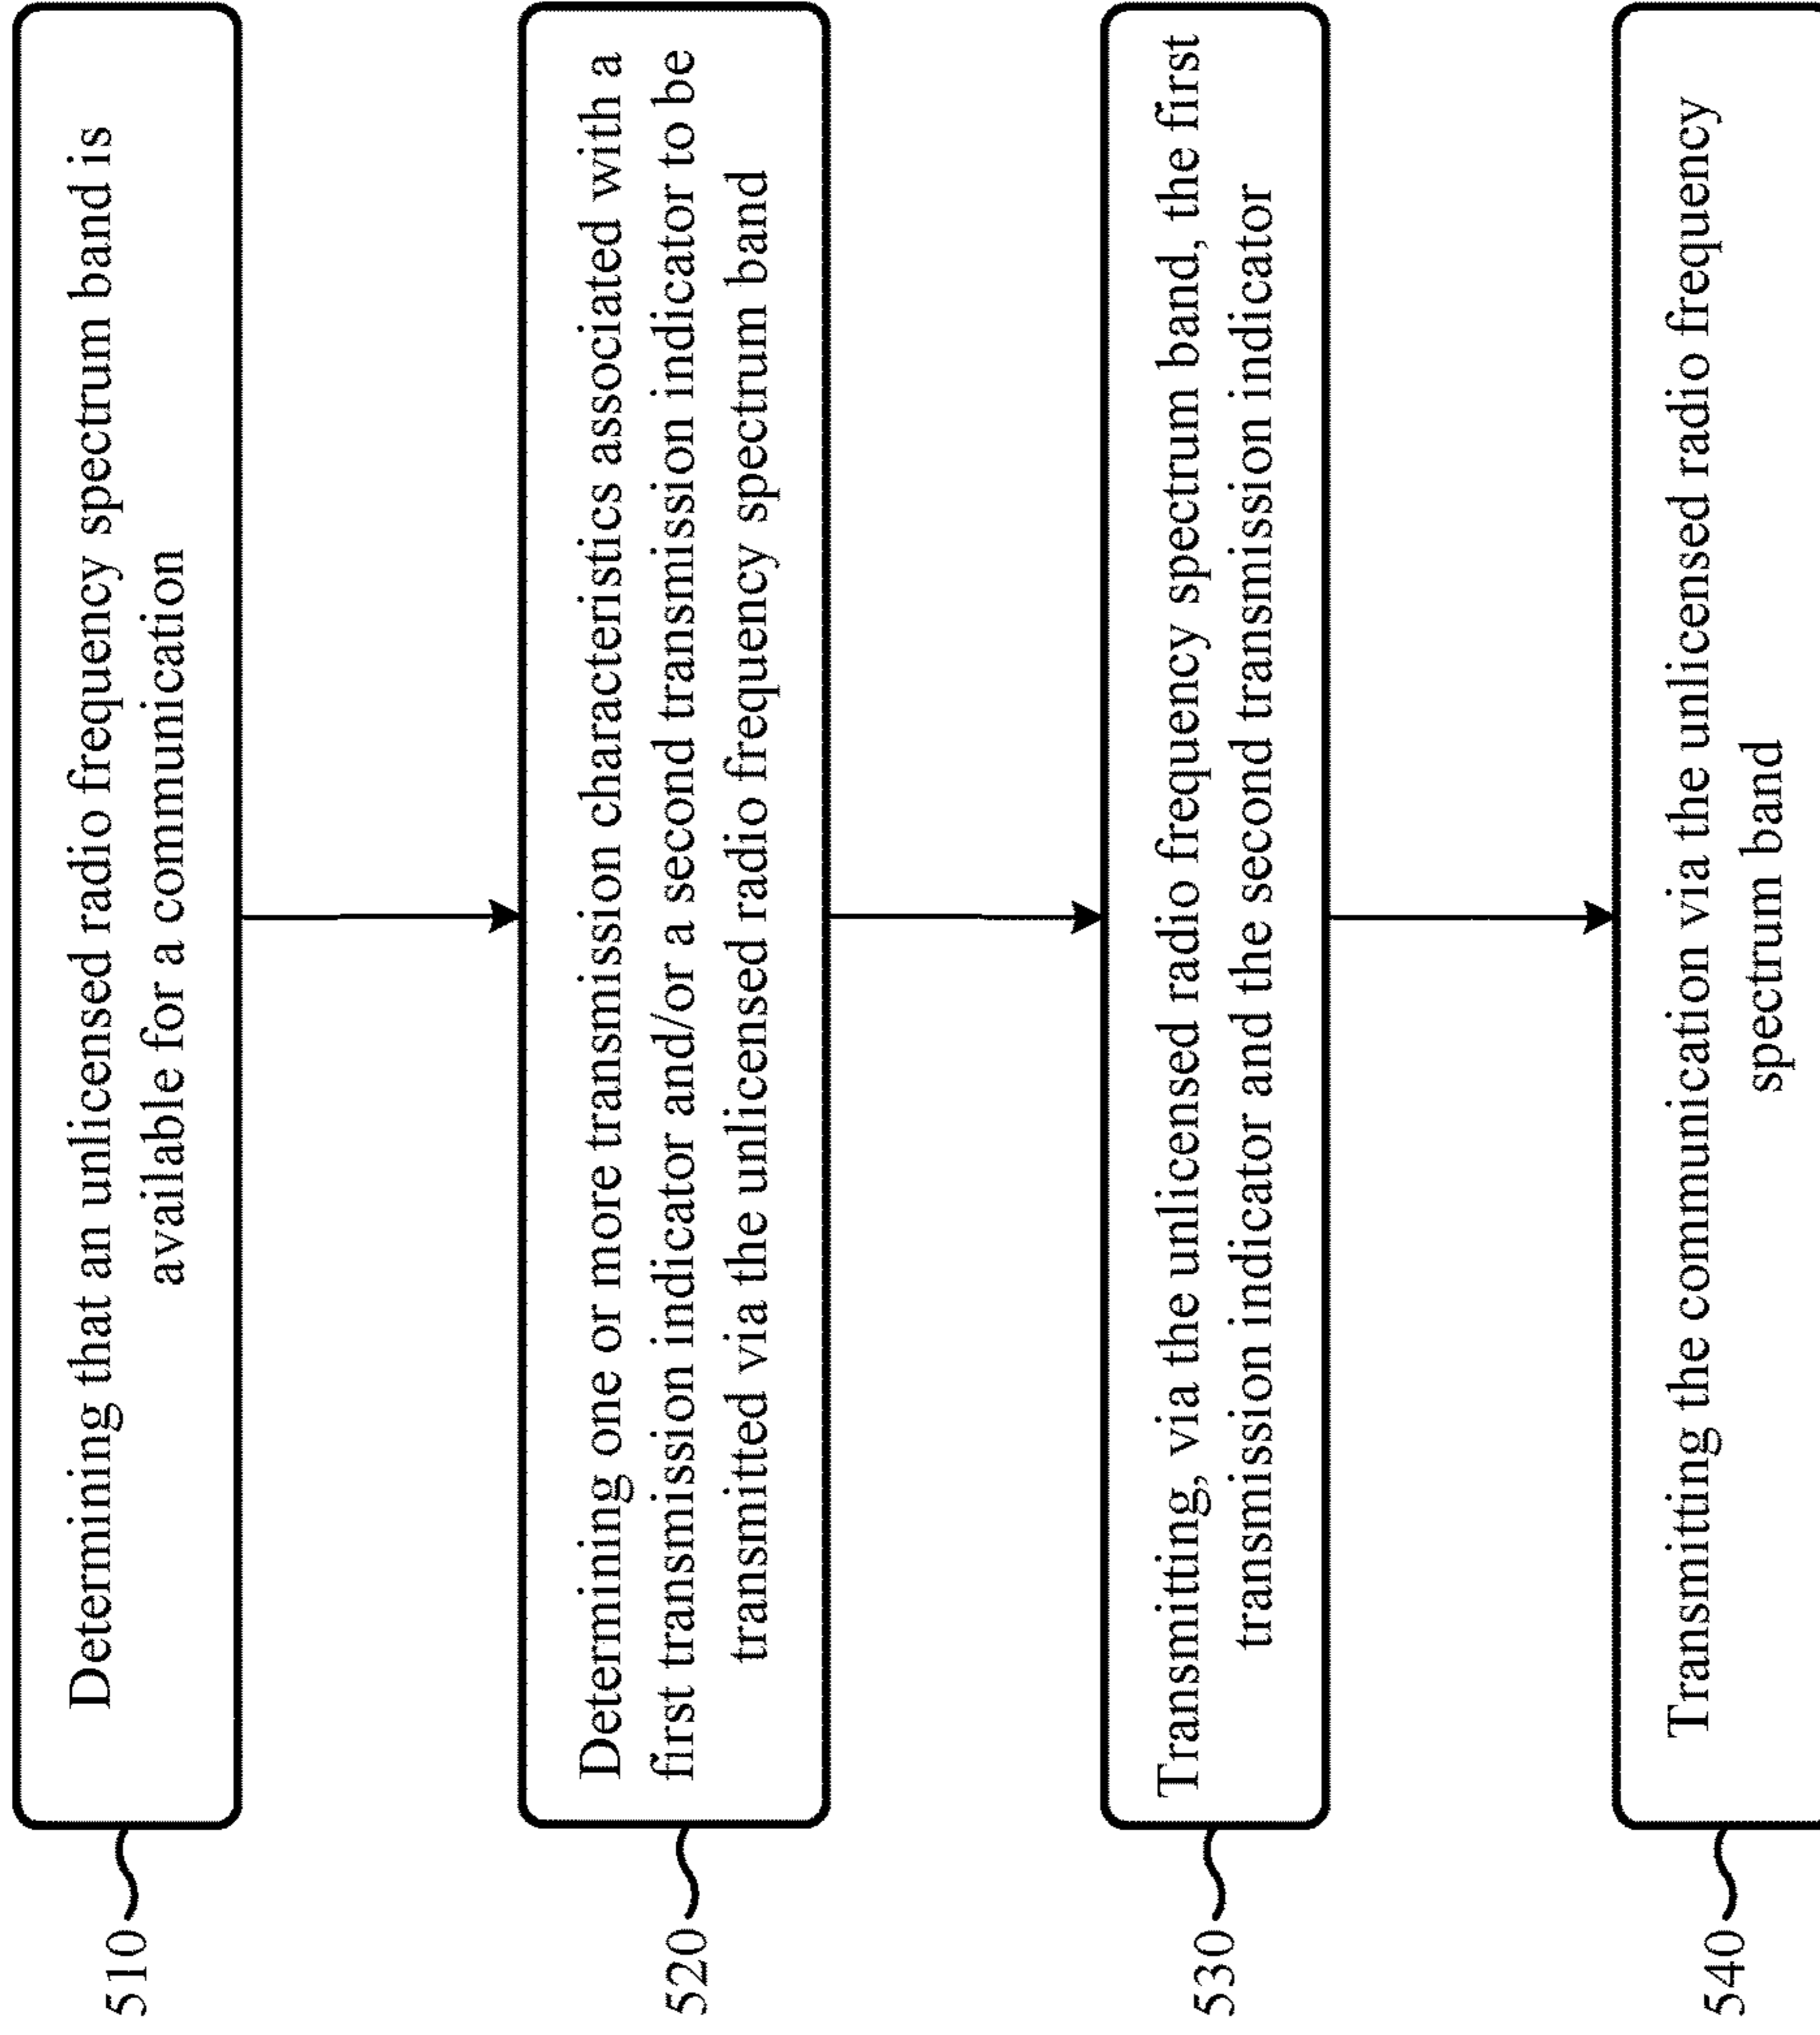 510
Determining that an unlicensed radio frequency spectrum band is
available for a communication
520
Determining one or more transmission characteristics associated with a
first transmission indicator and/or a second transmission indicator to be
transmitted via the unlicensed radio frequency spectrum band
530
Transmitting, via the unlicensed radio frequency spectrum band, the first
transmission indicator and the second transmission indicator
540
Transmitting the communication via the unlicensed radio frequency
spectrum band